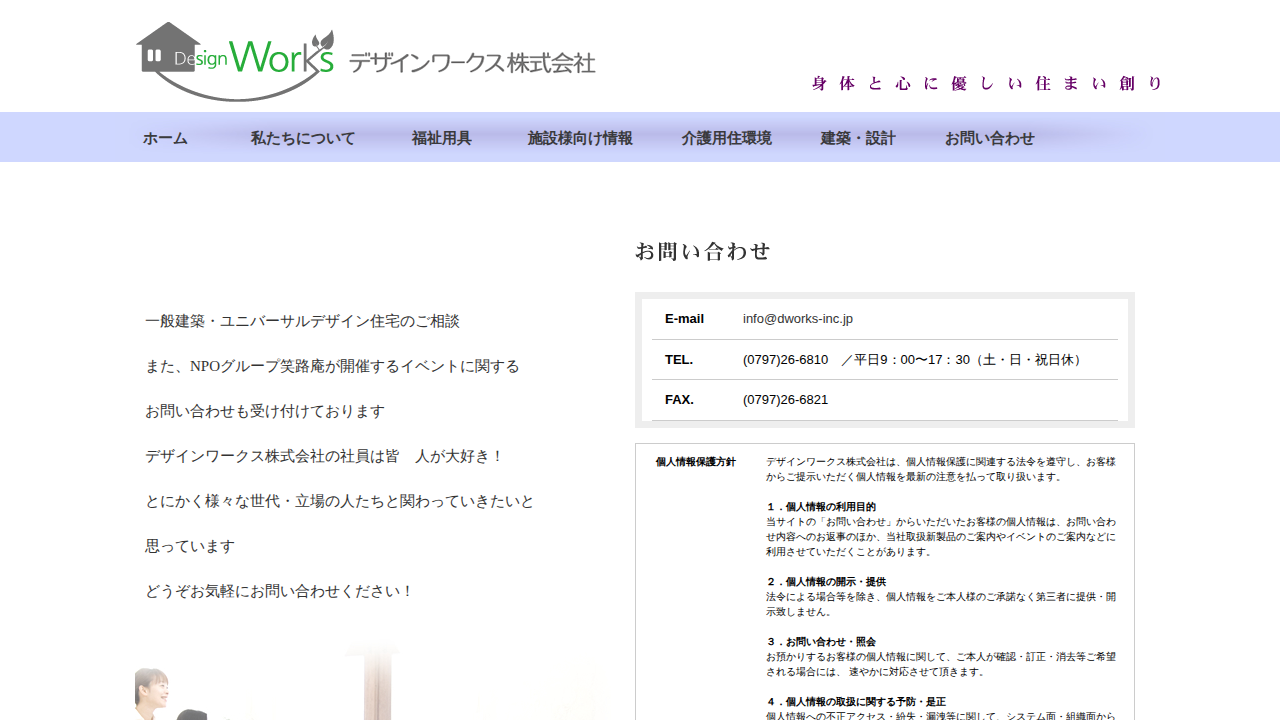 Design Works デザインワークス 株式会社
身体と心に優しい住まい創り
ホーム 私たちについて 福祉用具 施設様向け情報 介護用住環境 建築・設計 お問い合わせ
お問い合わせ
一般建築・ユニバーサルデザイン住宅のご相談
また、NPOグループ笑路庵が開催するイベントに関する
お問い合わせも受け付けております
デザインワークス株式会社の社員は皆　人が大好き！
とにかく様々な世代・立場の人たちと関わっていきたいと
思っています
どうぞお気軽にお問い合わせください！
E-mail info@dworks-inc.jp
TEL. (0797)26-6810　／平日9：00〜17：30（土・日・祝日休）
FAX. (0797)26-6821
個人情報保護方針 デザインワークス株式会社は、個人情報保護に関連する法令を遵守し、お客様
からご提示いただく個人情報を最新の注意を払って取り扱います。
１．個人情報の利用目的
当サイトの「お問い合わせ」からいただいたお客様の個人情報は、お問い合わ
せ内容へのお返事のほか、当社取扱新製品のご案内やイベントのご案内などに
利用させていただくことがあります。
２．個人情報の開示・提供
法令による場合等を除き、個人情報をご本人様のご承諾なく第三者に提供・開
示致しません。
３．お問い合わせ・照会
お預かりするお客様の個人情報に関して、ご本人が確認・訂正・消去等ご希望
される場合には、 速やかに対応させて頂きます。
４．個人情報の取扱に関する予防・是正
個人情報への不正アクセス・紛失・漏洩等に関して、システム面・組織面から